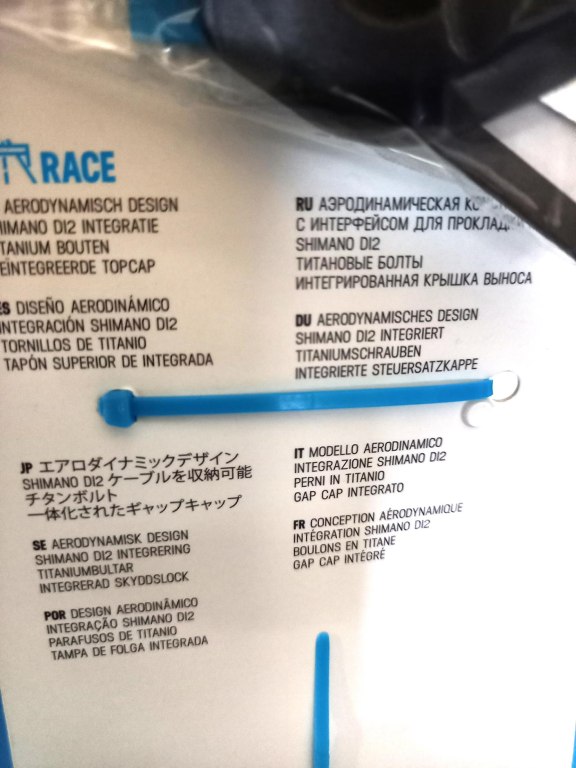 RACE
AERODYNAMISCH DESIGN
SHIMANO DI2 INTEGRATIE
TITANIUM BOUTEN
GEÏNTEGREERDE TOPCAP
ES DISEÑO AERODINÁMICO
INTEGRACIÓN SHIMANO DI2
TORNILLOS DE TITANIO
TAPÓN SUPERIOR DE INTEGRADA
JP エアロダイナミックデザイン
SHIMANO DI2 ケーブルを収納可能
チタンボルト
一体化されたギャップキャップ
SE AERODYNAMISK DESIGN
SHIMANO DI2 INTEGRERING
TITANIUMBULTAR
INTEGRERAD SKYDDSLOCK
POR DESIGN AERODINÂMICO
INTEGRAÇÃO SHIMANO DI2
PARAFUSOS DE TITANIO
TAMPA DE FOLGA INTEGRADA
RU АЭРОДИНАМИЧЕСКАЯ
С ИНТЕРФЕЙСОМ ДЛЯ
SHIMANO DI2
ТИТАНОВЫЕ БОЛТЫ
ИНТЕГРИРОВАННАЯ КРЫШКА ВЫНОСА
DU AERODYNAMISCHES DESIGN
SHIMANO DI2 INTEGRIERT
TITANIUMSCHRAUBEN
INTEGRIERTE STEUERSATZKAPPE
IT MODELLO AERODINAMICO
INTEGRAZIONE SHIMANO DI2
PERNI IN TITANIO
GAP CAP INTEGRATO
FR CONCEPTION AÉRODYNAMIQUE
INTÉGRATION SHIMANO DI2
BOULONS EN TITANE
GAP CAP INTÉGRÉ